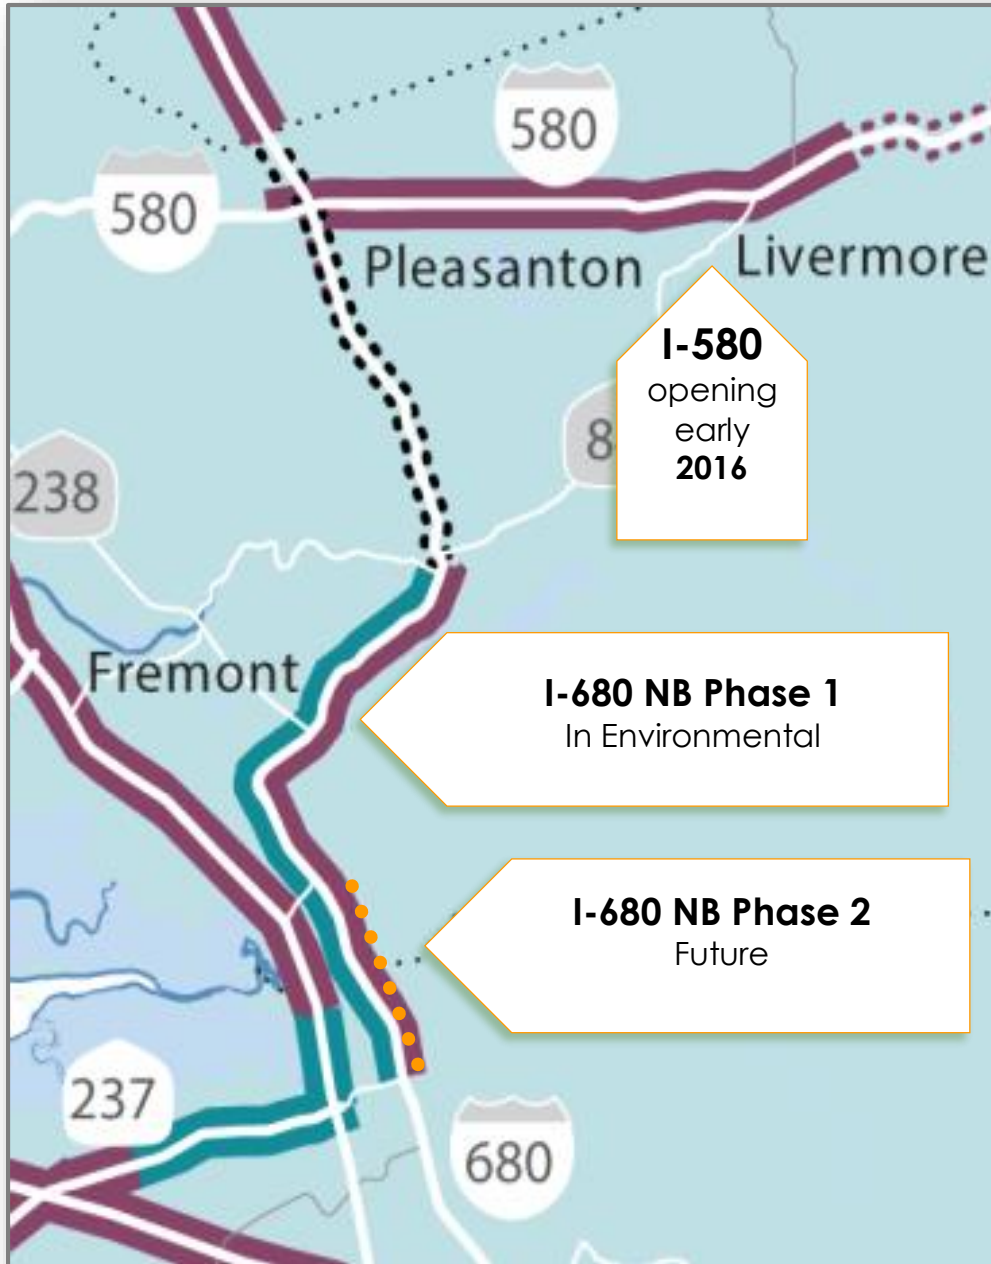 580
580
Pleasanton
Livermore
I-580
opening
early
2016
8
238
Fremont
I-680 NB Phase 1
In Environmental
I-680 NB Phase 2
Future
237
680